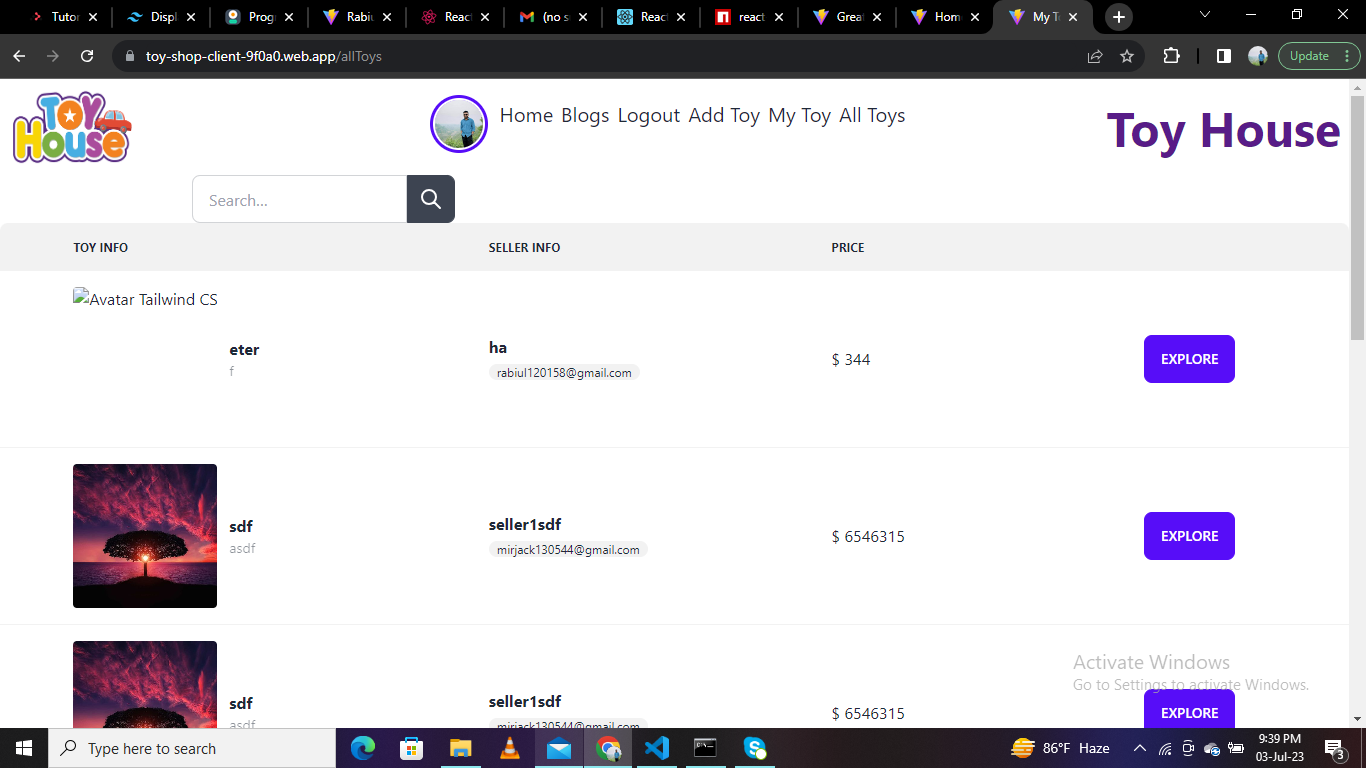 Tutor
Displ
Progr
Rabiu
React
(no s
React
react
Great
Home
My To
toy-shop-client-9f0a0.web.app/allToys
Update
TOY HOUSE
Home Blogs Logout Add Toy My Toy All Toys
Toy House
Search...
TOY INFO SELLER INFO PRICE
Avatar Tailwind CS
eter
f
ha
rabiul120158@gmail.com
$ 344
EXPLORE
sdf
asdf
seller1sdf
mirjack130544@gmail.com
$ 6546315
EXPLORE
sdf
asdf
seller1sdf
mirjack130544@gmail.com
$ 6546315
EXPLORE
Activate Windows
Go to Settings to activate Windows.
Type here to search
86°F Haze
9:39 PM
03-Jul-23
3